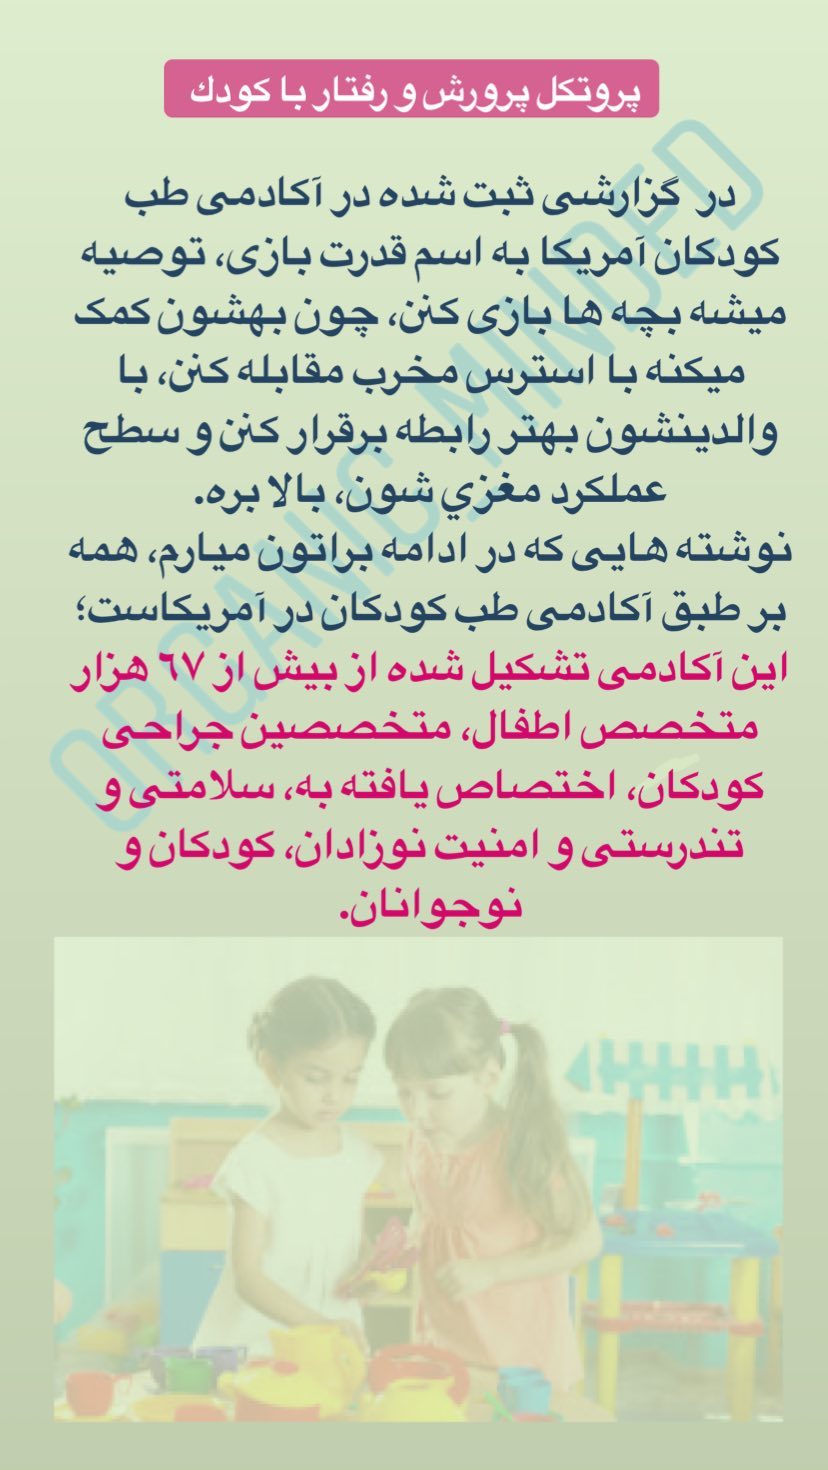 پروتکل پرورش و رفتار با کودك
در گزارشی ثبت شده در آکادمی طب
کودکان آمریکا به اسم قدرت بازی، توصیه
میشه بچه ها بازی کنن، چون بهشون کمک
میکنه با استرس مخرب مقابله کنن، با
والدینشون بهتر رابطه برقرار کنن و سطح
عملکرد مغزي شون، بالا بره.
نوشته هایی که در ادامه براتون میارم، همه
بر طبق آکادمی طب کودکان در آمریکاست؛
این آکادمی تشکیل شده از بیش از ٦٧ هزار
متخصص اطفال، متخصصین جراحی
کودکان، اختصاص یافته به، سلامتی و
تندرستی و امنیت نوزادان، کودکان و
نوجوانان.
ORGANIC_MINDED